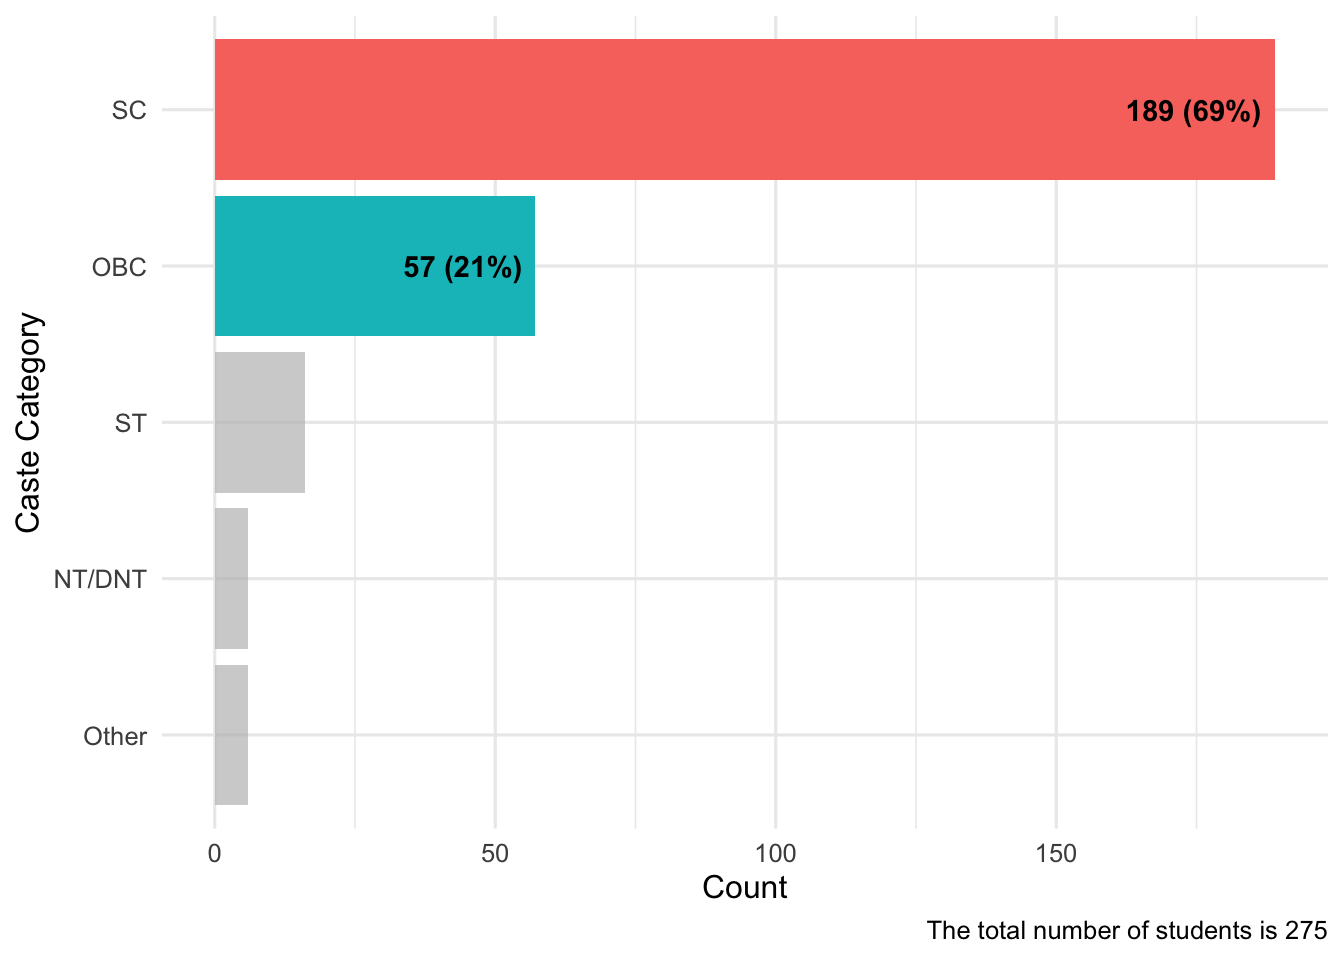 SC
189 (69%)
OBC
57 (21%)
ST
NT/DNT
Other
Caste Category
0 50 100 150
Count
The total number of students is 275